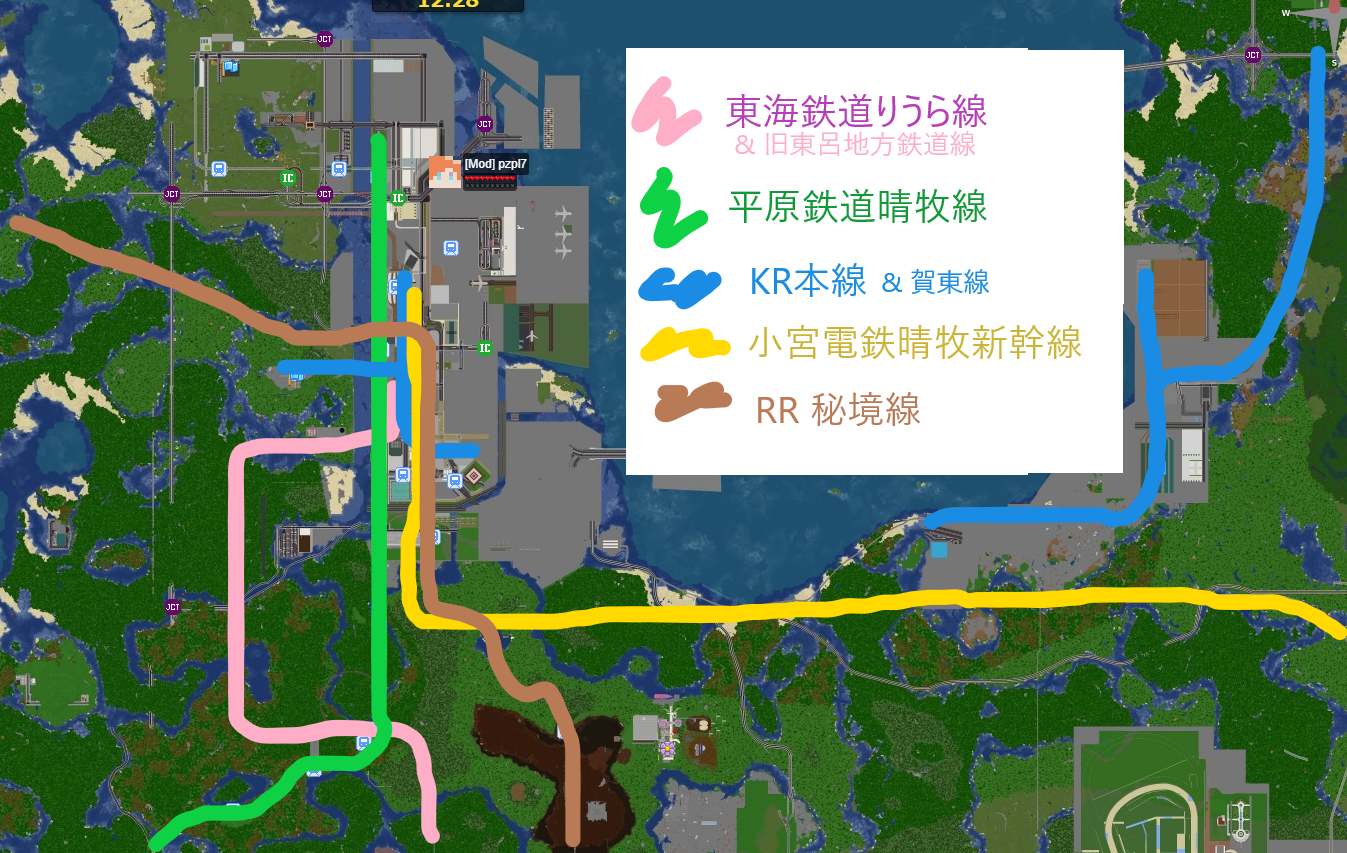 12:28
W
JCT
JCT
S
東海鉄道りうら線
& 旧東呂地方鉄道線
JCT
[Mod] pzpl7
IC
JCT
JCT
IC
平原鉄道晴牧線
KR本線 & 賀東線
小宮電鉄晴牧新幹線
IC
RR 秘境線
JCT